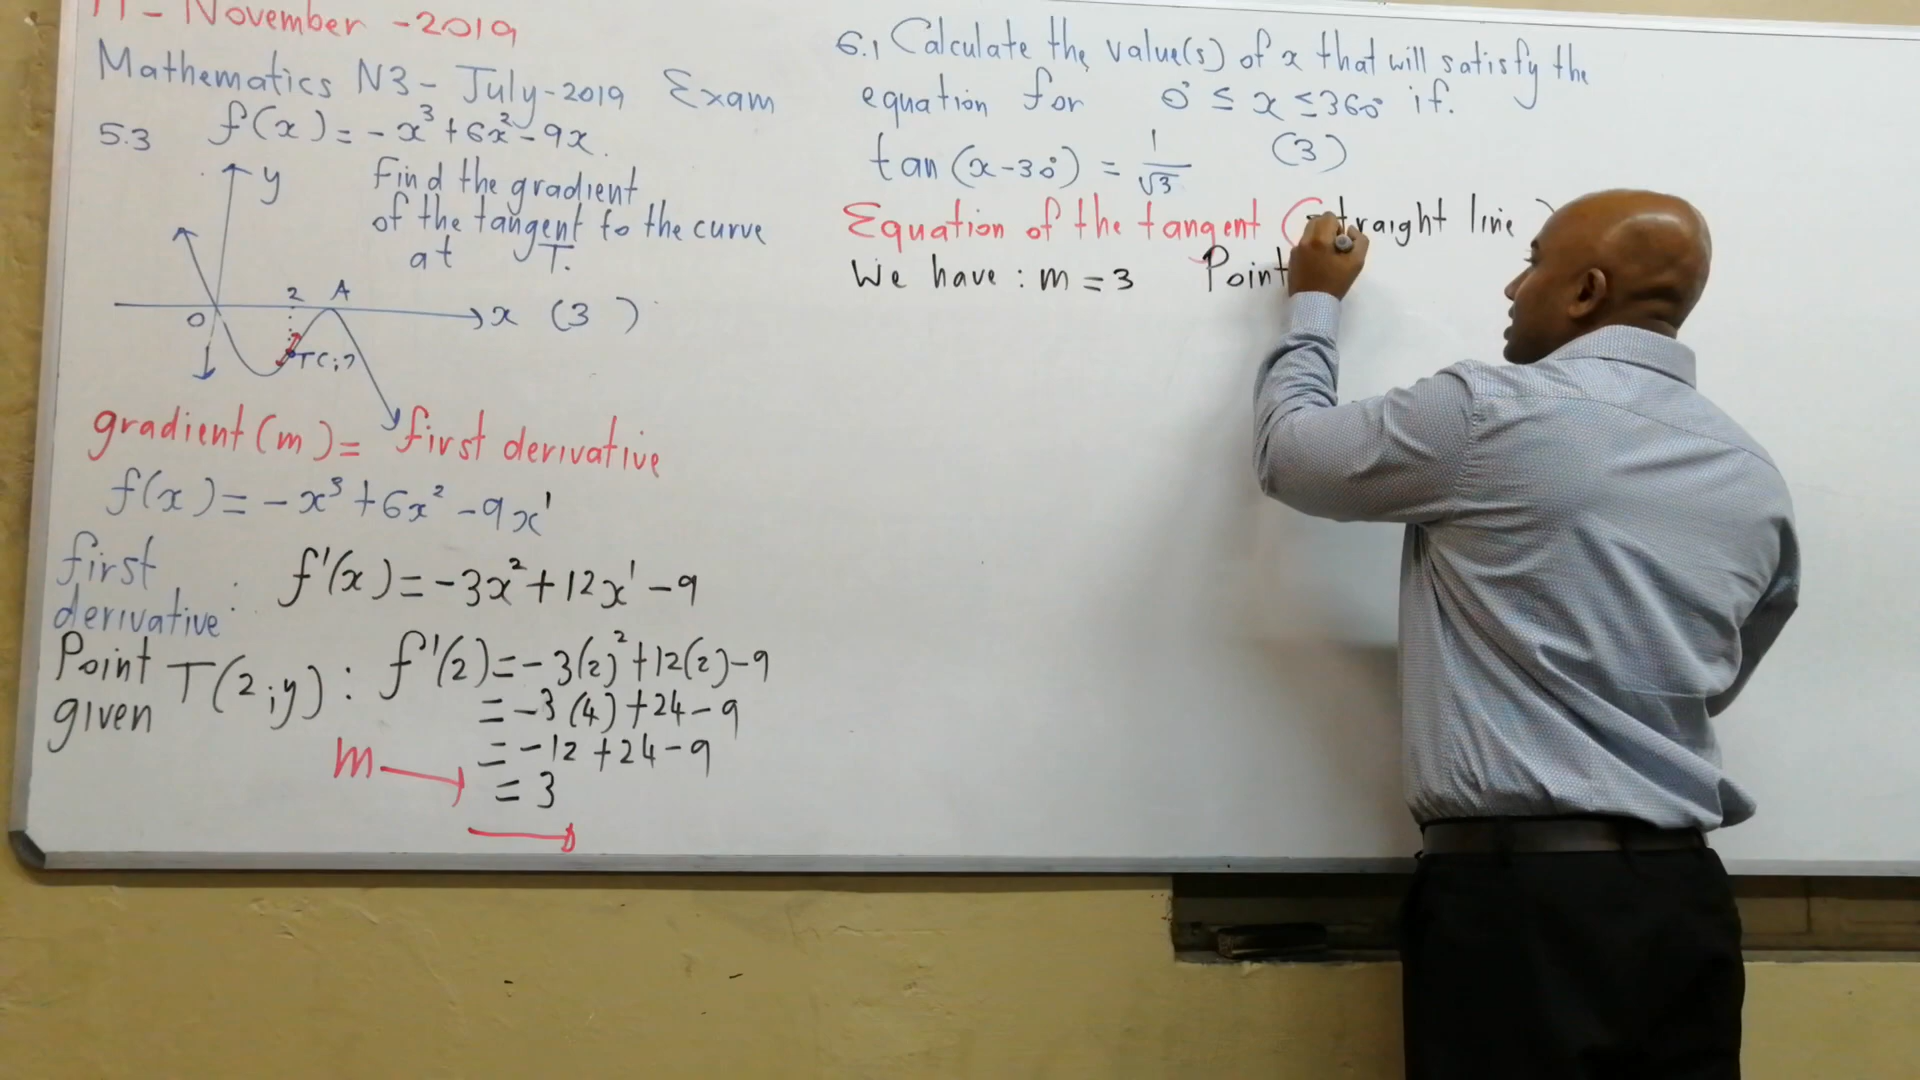 11 - November - 2019
Mathematics N3 - July - 2019 Exam
5.3 f(x) = -x³ + 6x² - 9x.
y
Find the gradient
of the tangent to the curve
at T.
2 A
O x (3)
T( ; )
gradient (m) = first derivative
f(x) = -x³ + 6x² - 9x¹
first
derivative : f'(x) = -3x² + 12x¹ - 9
Point
given T(2;y) : f'(2) = -3(2)² + 12(2) - 9
= -3(4) + 24 - 9
= -12 + 24 - 9
m → = 3
6.1 Calculate the value(s) of x that will satisfy the
equation for 0° ≤ x ≤ 360° if.
tan (x - 30°) = 1/√3 (3)
Equation of the tangent (straight line)
We have : m = 3 Point